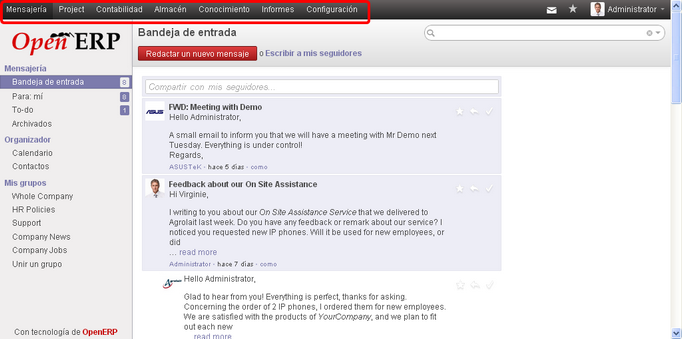 Mensajería Project Contabilidad Almacén Conocimiento Informes Configuración Administrator
Open ERP
Mensajería
Bandeja de entrada 8
Para: mí 8
To-do 1
Archivados
Organizador
Calendario
Contactos
Mis grupos
Whole Company
HR Policies
Support
Company News
Company Jobs
Unir un grupo
Con tecnología de OpenERP
Bandeja de entrada
Redactar un nuevo mensaje o Escribir a mis seguidores
Compartir con mis seguidores...
ASUS
FWD: Meeting with Demo
Hello Administrator,
A small email to inform you that we will have a meeting with Mr Demo next
Tuesday. Everything is under control!
Regards,
ASUSTeK - hace 5 dias - como
Feedback about our On Site Assistance
Hi Virginie,
I writing to you about our On Site Assistance Service that we delivered to
Agrolait last week. Do you have any feedback or remark about our service? I
noticed you requested new IP phones. Will it be used for new employees, or
did
... read more
Administrator - hace 7 dias - como
Hello Administrator,
Glad to hear from you! Everything is perfect, thanks for asking.
Concerning the order of 2 IP phones, I ordered them for new employees.
We are satisfied with the products of YourCompany, and we plan to fit
out each new
... read more